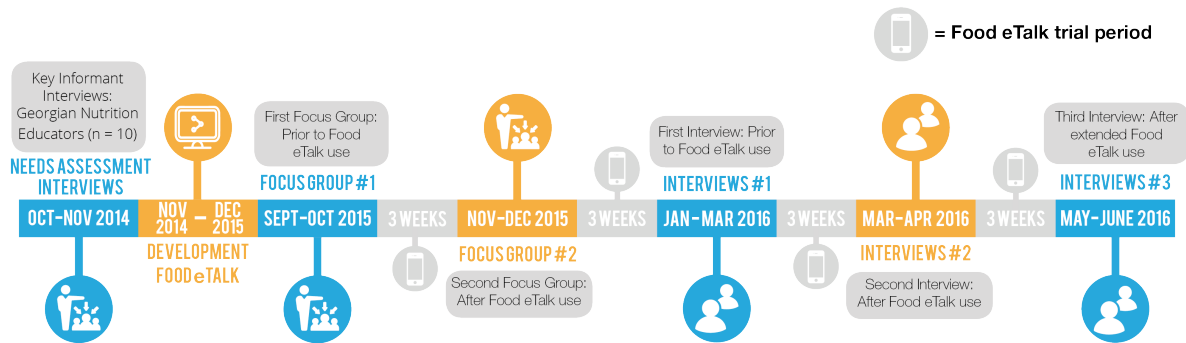 = Food eTalk trial period
Key Informant
Interviews:
Georgian Nutrition
Educators (n = 10)
NEEDS ASSESSMENT
INTERVIEWS
OCT-NOV 2014
NOV
2014
–
DEC
2015
DEVELOPMENT
FOOD eTALK
First Focus Group:
Prior to Food
eTalk use
FOCUS GROUP #1
SEPT-OCT 2015
3 WEEKS
NOV-DEC 2015
FOCUS GROUP #2
Second Focus Group:
After Food eTalk use
3 WEEKS
First Interview: Prior
to Food eTalk use
INTERVIEWS #1
JAN-MAR 2016
3 WEEKS
MAR-APR 2016
INTERVIEWS #2
Second Interview:
After Food eTalk use
3 WEEKS
Third Interview: After
extended Food
eTalk use
INTERVIEWS #3
MAY-JUNE 2016